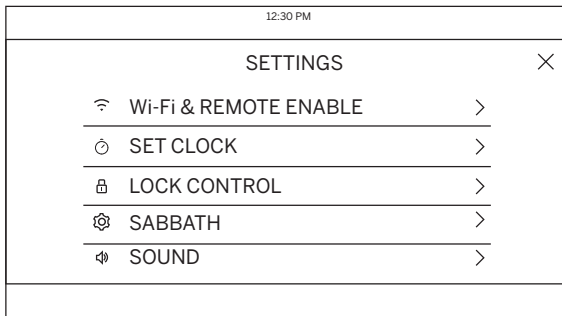 12:30 PM
SETTINGS
Wi-Fi & REMOTE ENABLE
SET CLOCK
LOCK CONTROL
SABBATH
SOUND